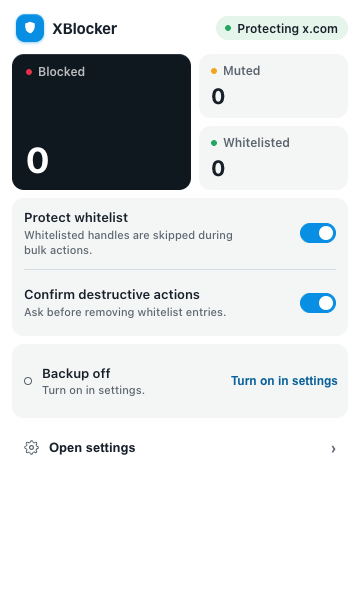 XBlocker
Protecting x.com
Blocked
0
Muted
0
Whitelisted
0
Protect whitelist
Whitelisted handles are skipped during
bulk actions.
Confirm destructive actions
Ask before removing whitelist entries.
Backup off
Turn on in settings.
Turn on in settings
Open settings